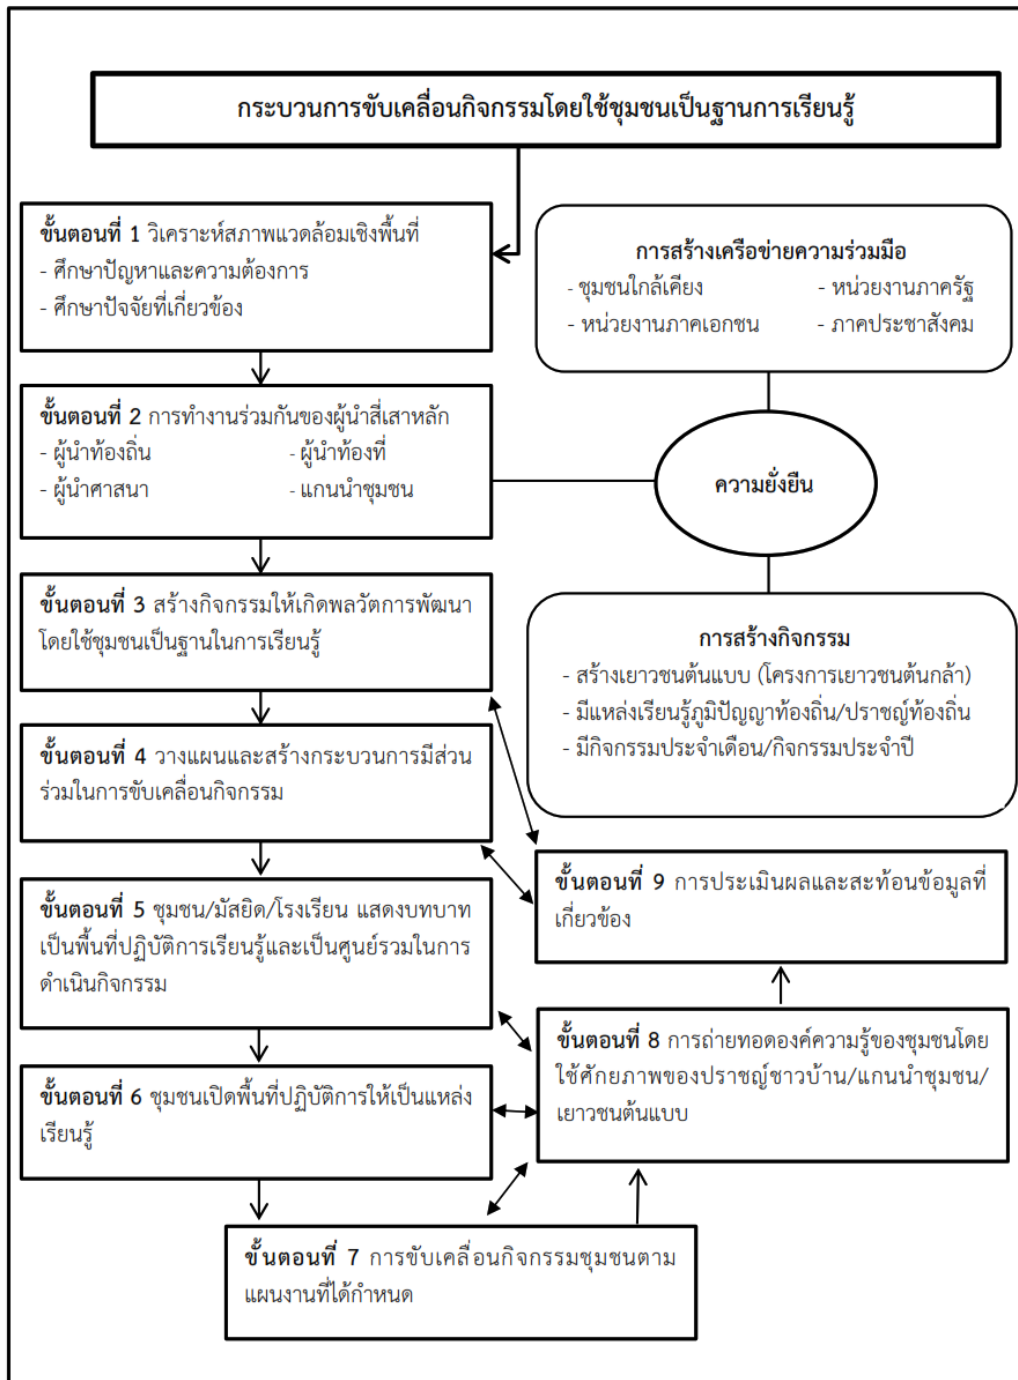 กระบวนการขับเคลื่อนกิจกรรมโดยใช้ชุมชนเป็นฐานการเรียนรู้
ขั้นตอนที่ 1 วิเคราะห์สภาพแวดล้อมเชิงพื้นที่
- ศึกษาปัญหาและความต้องการ
- ศึกษาปัจจัยที่เกี่ยวข้อง
การสร้างเครือข่ายความร่วมมือ
- ชุมชนใกล้เคียง - หน่วยงานภาครัฐ
- หน่วยงานภาคเอกชน - ภาคประชาสังคม
ขั้นตอนที่ 2 การทำงานร่วมกันของผู้นำสี่เสาหลัก
- ผู้นำท้องถิ่น - ผู้นำท้องที่
- ผู้นำศาสนา - แกนนำชุมชน
ความยั่งยืน
ขั้นตอนที่ 3 สร้างกิจกรรมให้เกิดพลวัตการพัฒนา
โดยใช้ชุมชนเป็นฐานในการเรียนรู้
การสร้างกิจกรรม
- สร้างเยาวชนต้นแบบ (โครงการเยาวชนต้นกล้า)
- มีแหล่งเรียนรู้ภูมิปัญญาท้องถิ่น/ปราชญ์ท้องถิ่น
- มีกิจกรรมประจำเดือน/กิจกรรมประจำปี
ขั้นตอนที่ 4 วางแผนและสร้างกระบวนการมีส่วน
ร่วมในการขับเคลื่อนกิจกรรม
ขั้นตอนที่ 5 ชุมชน/มัสยิด/โรงเรียน แสดงบทบาท
เป็นพื้นที่ปฏิบัติการเรียนรู้และเป็นศูนย์รวมในการ
ดำเนินกิจกรรม
ขั้นตอนที่ 9 การประเมินผลและสะท้อนข้อมูลที่
เกี่ยวข้อง
ขั้นตอนที่ 8 การถ่ายทอดองค์ความรู้ของชุมชนโดย
ใช้ศักยภาพของปราชญ์ชาวบ้าน/แกนนำชุมชน/
เยาวชนต้นแบบ
ขั้นตอนที่ 6 ชุมชนเปิดพื้นที่ปฏิบัติการให้เป็นแหล่ง
เรียนรู้
ขั้นตอนที่ 7 การขับเคลื่อนกิจกรรมชุมชนตาม
แผนงานที่ได้กำหนด